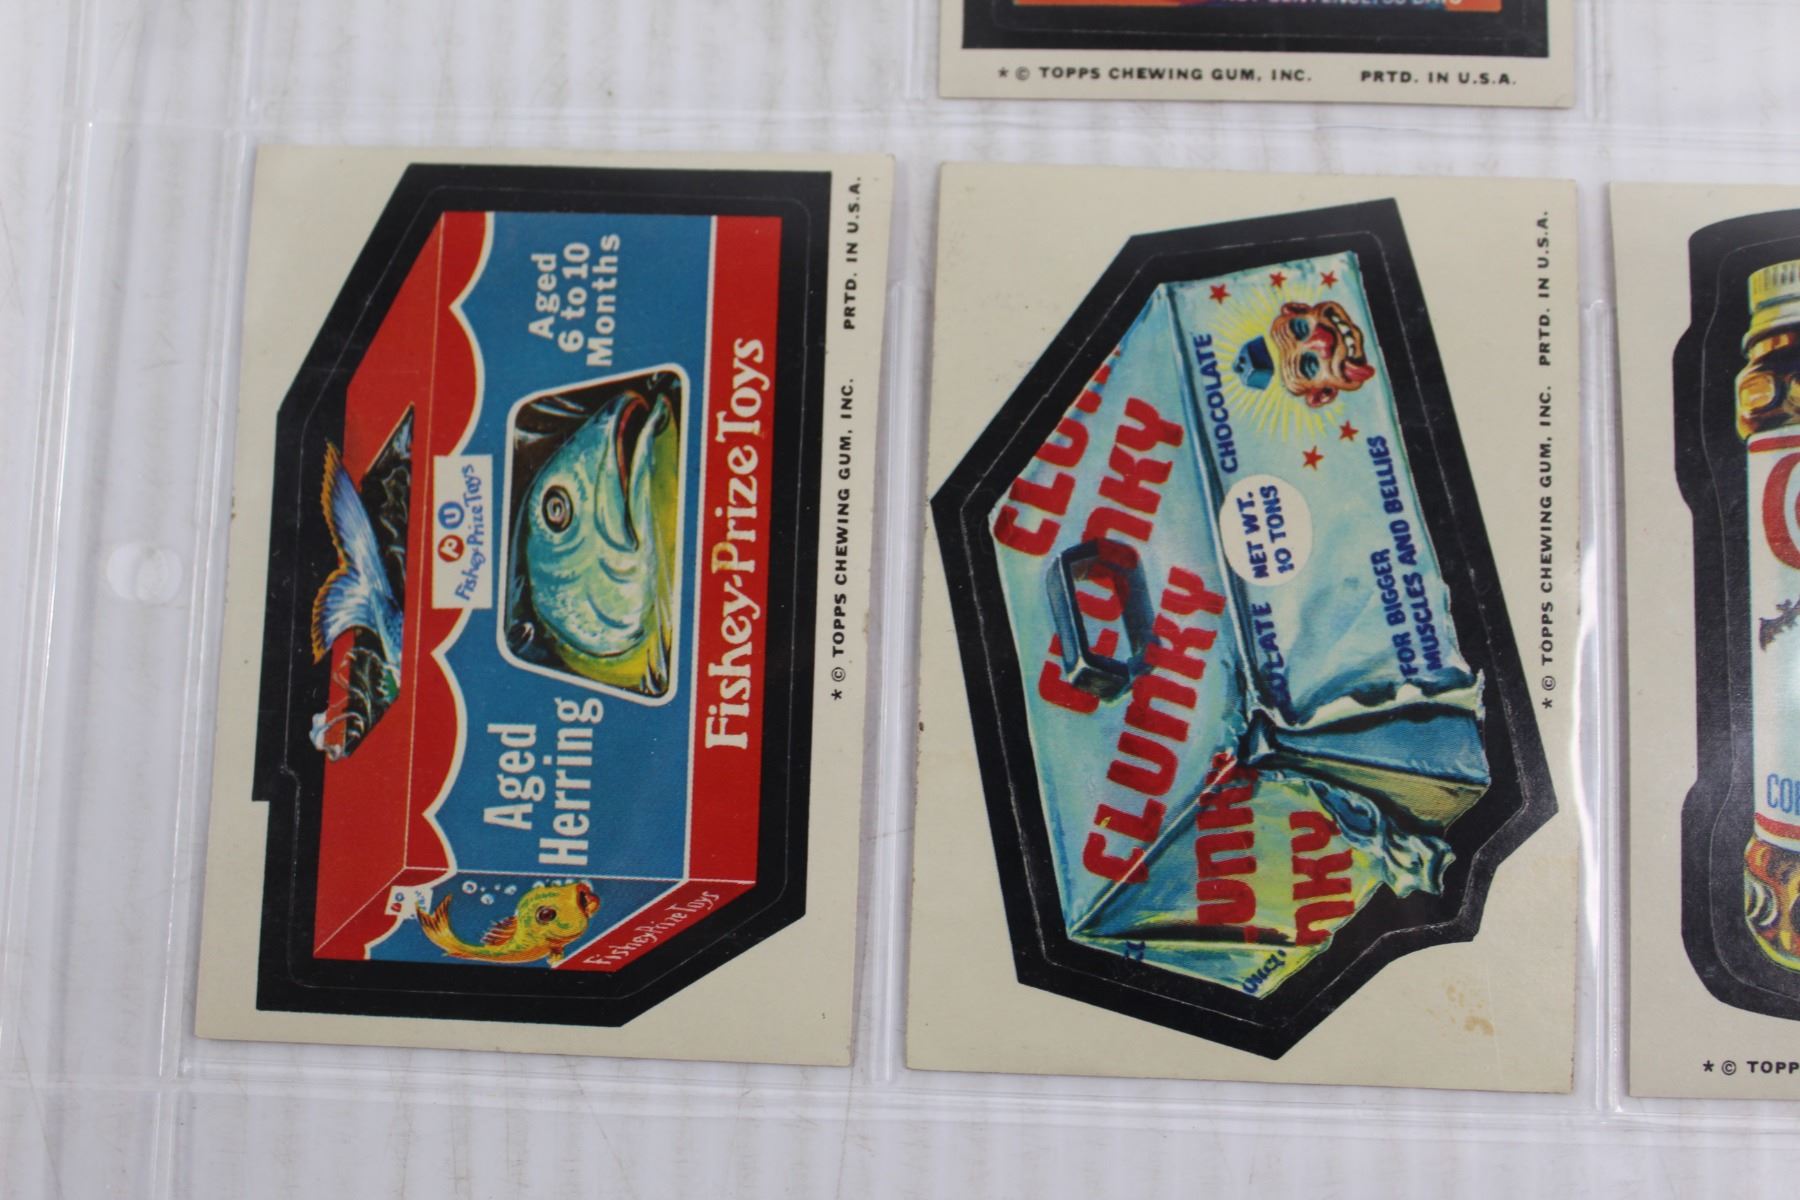 * © TOPPS CHEWING GUM, INC. PRTD. IN U.S.A.
Aged
6 to 10
Months
Fishey-Prize Toys
Aged
Herring
Fishey-Prize Toys
Fishey Prize Toys
* © TOPPS CHEWING GUM, INC. PRTD. IN U.S.A.
CLUNKY
CLUNKY
CHOCOLATE
NET WT.
10 TONS
FOR BIGGER
MUSCLES AND BELLIES
* © TOPPS CHEWING GUM, INC. PRTD. IN U.S.A.
* © TOPP